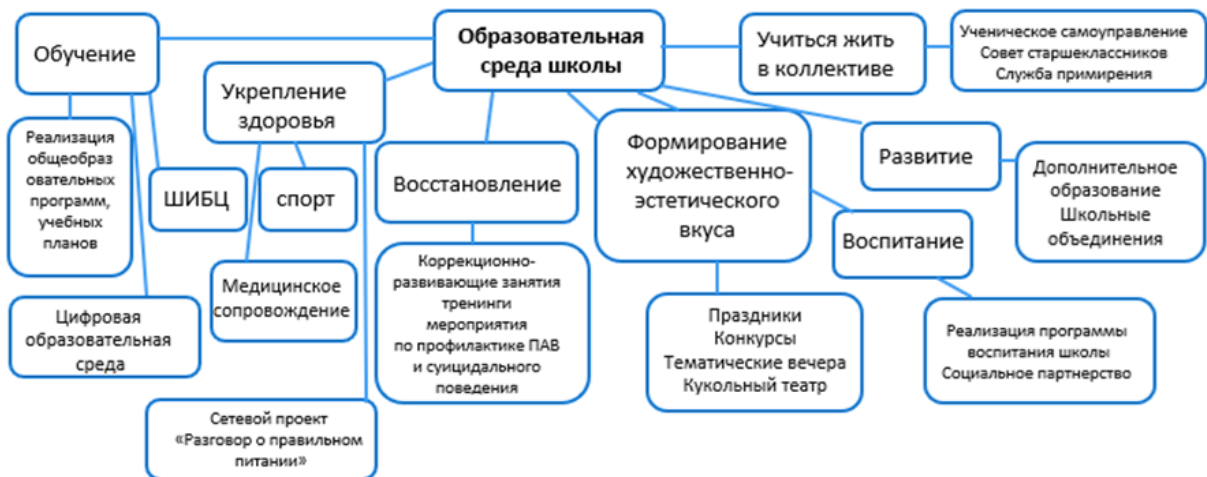 Обучение
Образовательная
среда школы
Учиться жить
в коллективе
Ученическое самоуправление
Совет старшеклассников
Служба примирения
Укрепление
здоровья
Реализация
общеобраз
овательных
программ,
учебных
планов
ШИБЦ
спорт
Восстановление
Формирование
художественно-
эстетического
вкуса
Развитие
Дополнительное
образование
Школьные
объединения
Воспитание
Медицинское
сопровождение
Коррекционно-
развивающие занятия
тренинги
мероприятия
по профилактике ПАВ
и суицидального
поведения
Цифровая
образовательная
среда
Праздники
Конкурсы
Тематические вечера
Кукольный театр
Реализация программы
воспитания школы
Социальное партнерство
Сетевой проект
«Разговор о правильном
питании»